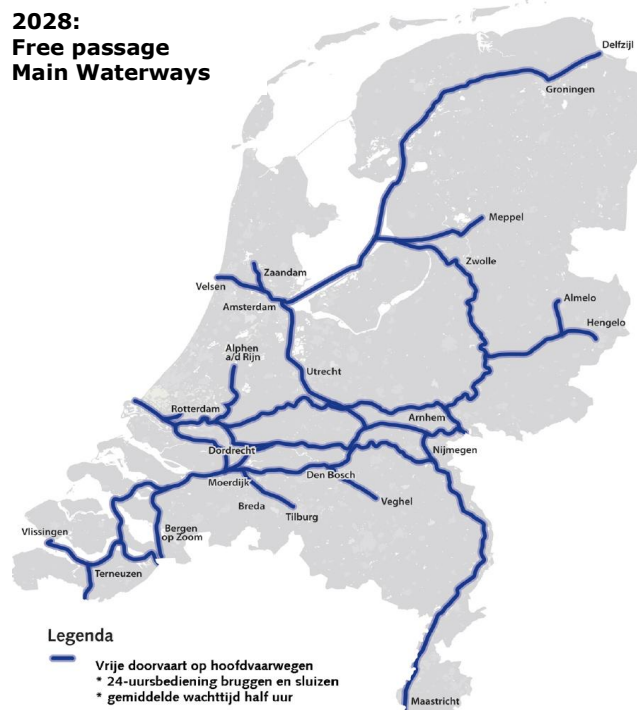 2028:
Free passage
Main Waterways
Delfzijl
Groningen
Meppel
Zwolle
Zaandam
Velsen
Amsterdam
Almelo
Hengelo
Alphen
a/d Rijn
Utrecht
Rotterdam
Arnhem
Dordrecht
Nijmegen
Moerdijk
Den Bosch
Breda
Tilburg
Veghel
Vlissingen
Bergen
op Zoom
Terneuzen
Maastricht
Legenda
Vrije doorvaart op hoofdvaarwegen
* 24-uursbediening bruggen en sluizen
* gemiddelde wachttijd half uur